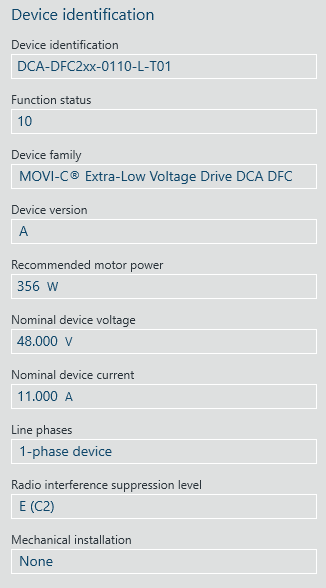 Device identification
Device identification
DCA-DFC2xx-0110-L-T01
Function status
10
Device family
MOVI-C® Extra-Low Voltage Drive DCA DFC
Device version
A
Recommended motor power
356 W
Nominal device voltage
48.000 V
Nominal device current
11.000 A
Line phases
1-phase device
Radio interference suppression level
E (C2)
Mechanical installation
None